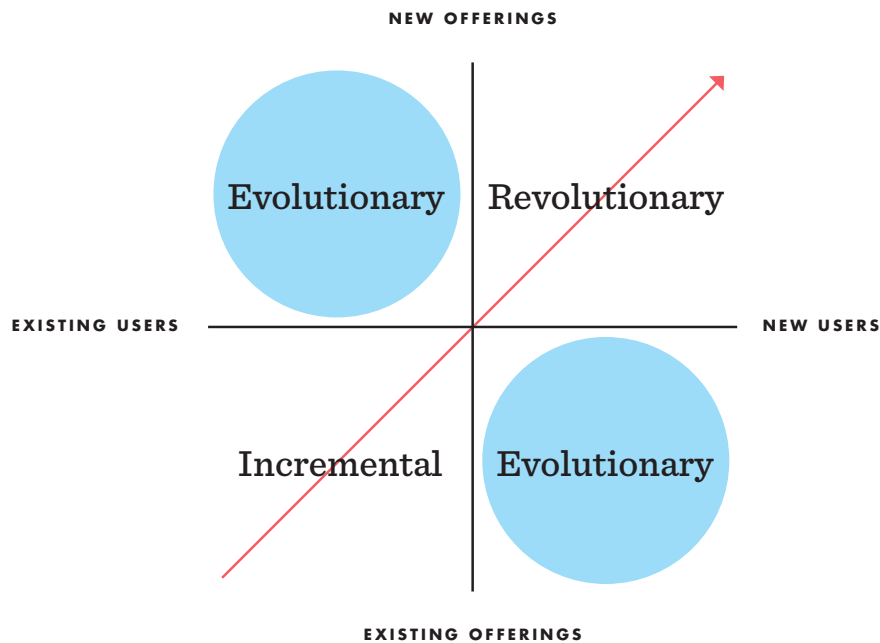 NEW OFFERINGS
Evolutionary
Revolutionary
EXISTING USERS
NEW USERS
Incremental
Evolutionary
EXISTING OFFERINGS